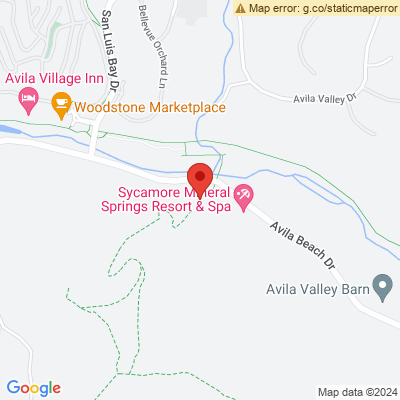 Map error: g.co/staticmaperror
San Luis Bay Dr
Bellevue Orchard Ln
Avila Village Inn
Avila Valley Dr
Woodstone Marketplace
Sycamore Mineral
Springs Resort & Spa
Avila Beach Dr
Avila Valley Barn
Google
Map data ©2024